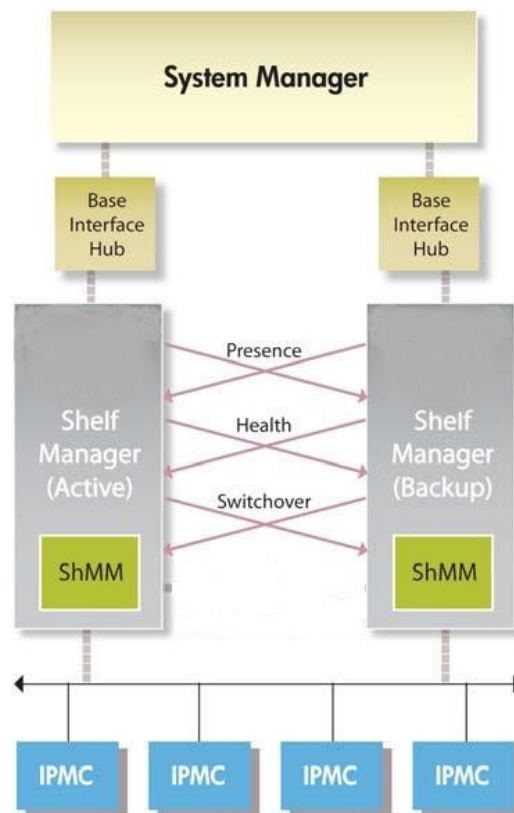 System Manager
Base
Interface
Hub
Base
Interface
Hub
Presence
Health
Switchover
Shelf
Manager
(Active)
Shelf
Manager
(Backup)
ShMM
ShMM
IPMC
IPMC
IPMC
IPMC